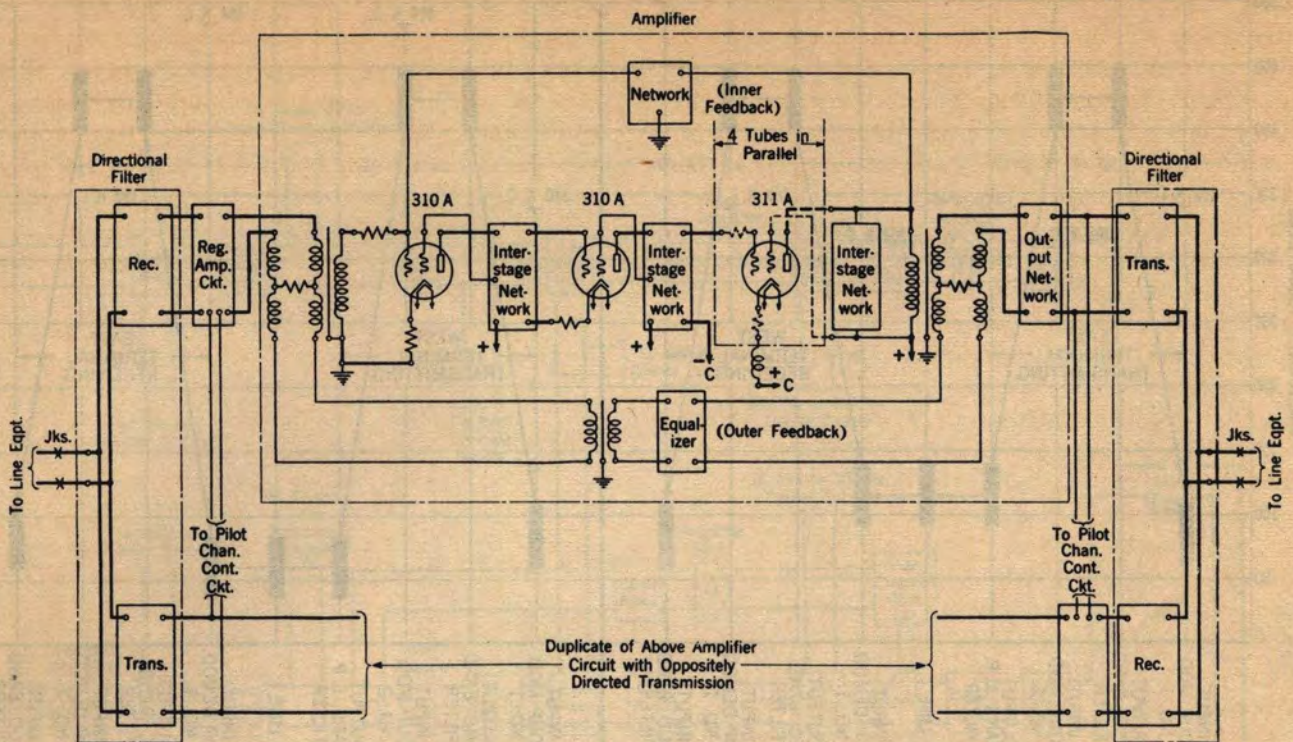 Amplifier
Network
(Inner
Feedback)
4 Tubes in
Parallel
Directional
Filter
Directional
Filter
310 A
310 A
311 A
Rec.
Reg.
Amp.
Ckt.
Inter-
stage
Net-
work
Inter-
stage
Net-
work
Inter-
stage
Net-
work
Out-
put
Network
Trans.
+
+
-
C
+
C
+
Equal-
izer
(Outer Feedback)
Jks.
To Line Eqpt.
Jks.
To Line Eqpt.
To Pilot
Chan.
Cont.
Ckt.
To Pilot
Chan.
Cont.
Ckt.
Trans.
Duplicate of Above Amplifier
Circuit with Oppositely
Directed Transmission
Rec.